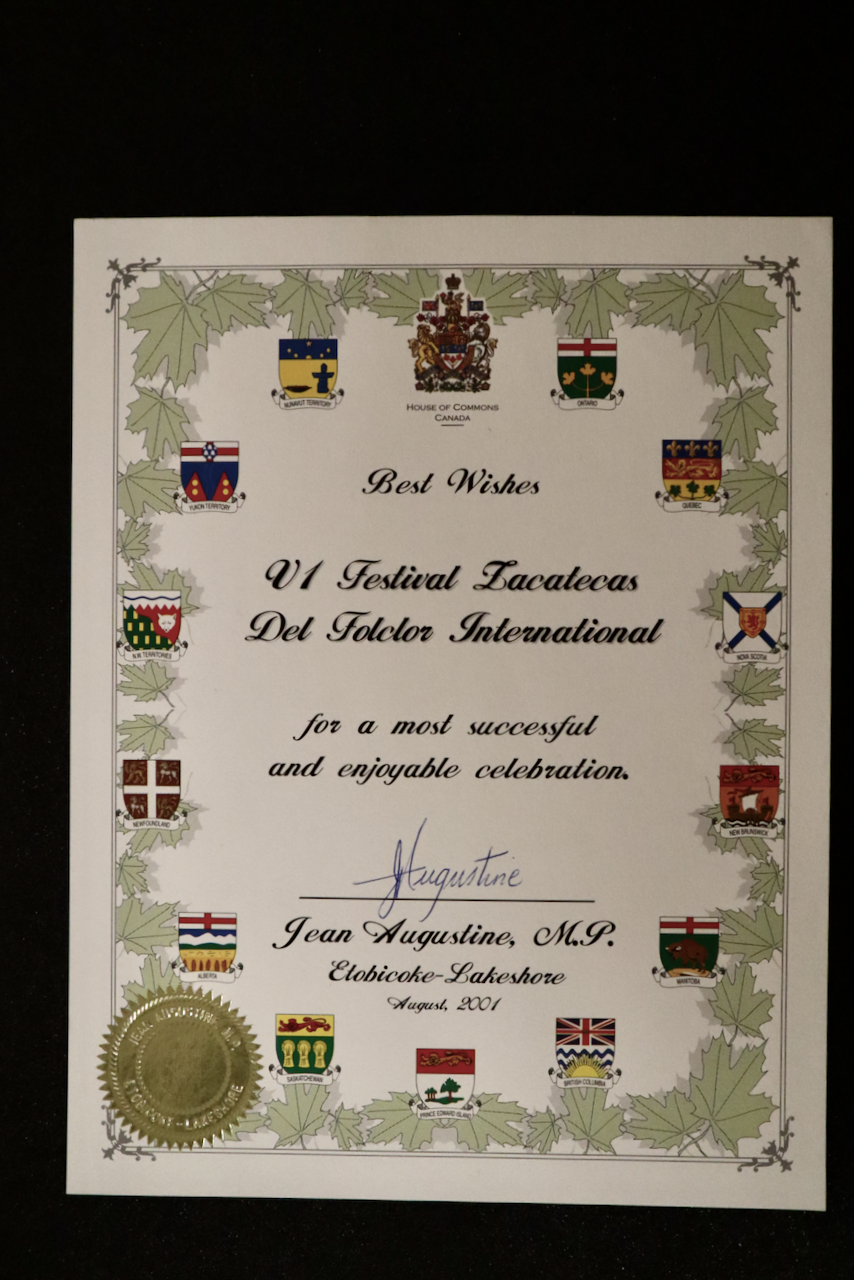 HOUSE OF COMMONS
CANADA
NUNAVUT TERRITORY
ONTARIO
YUKON TERRITORY
QUEBEC
Best Wishes
V1 Festival Zacatecas
Del Folclor International
N.W. TERRITORIES
NOVA SCOTIA
for a most successful
and enjoyable celebration.
NEWFOUNDLAND
NEW BRUNSWICK
JAugustine
Jean Augustine, M.P.
Etobicoke-Lakeshore
August, 2001
ALBERTA
MANITOBA
JEAN AUGUSTINE, M.P.
ETOBICOKE - LAKESHORE
SASKATCHEWAN
BRITISH COLUMBIA
PRINCE EDWARD ISLAND